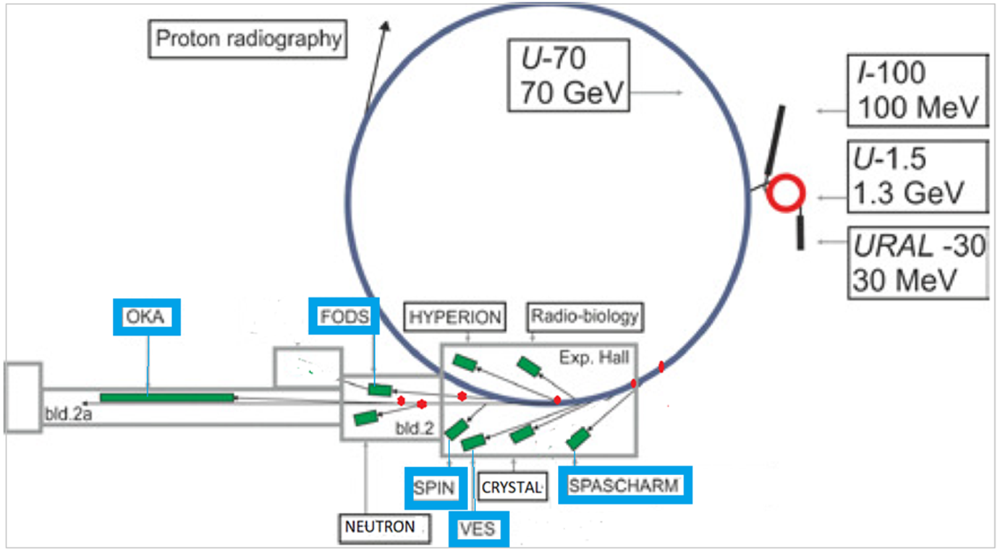 Proton radiography
U-70
70 GeV
I-100
100 MeV
U-1.5
1.3 GeV
URAL -30
30 MeV
OKA
FODS
HYPERION
Radio-biology
Exp. Hall
bld.2a
bld.2
SPIN
CRYSTAL
SPASCHARM
NEUTRON
VES